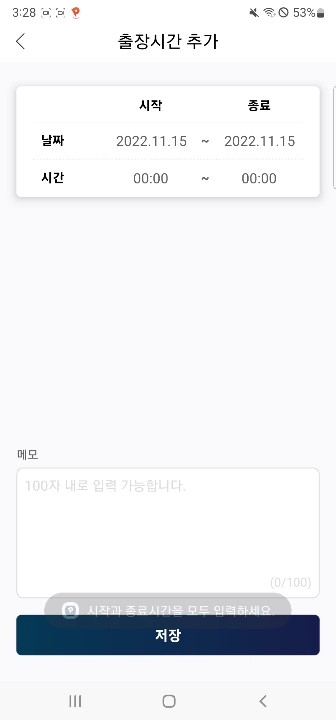 3:28 53%
출장시간 추가
시작 종료
날짜 2022.11.15 ~ 2022.11.15
시간 00:00 ~ 00:00
메모
100자 내로 입력 가능합니다.
(0/100)
시작과 종료시간을 모두 입력하세요.
저장